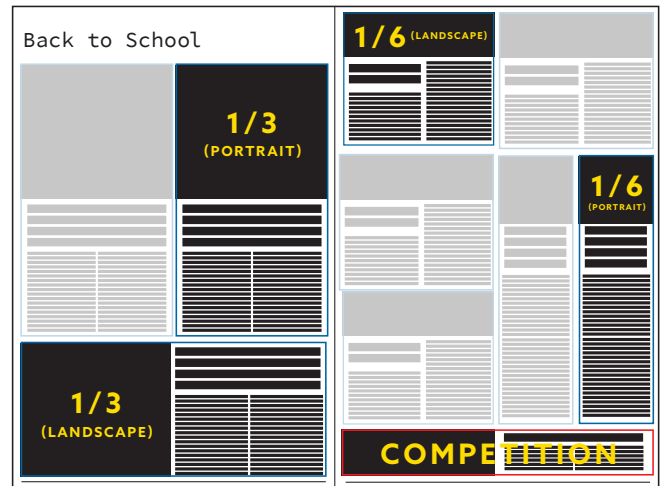 Back to School
1/3
(PORTRAIT)
1/3
(LANDSCAPE)
1/6 (LANDSCAPE)
1/6
(PORTRAIT)
COMPETITION